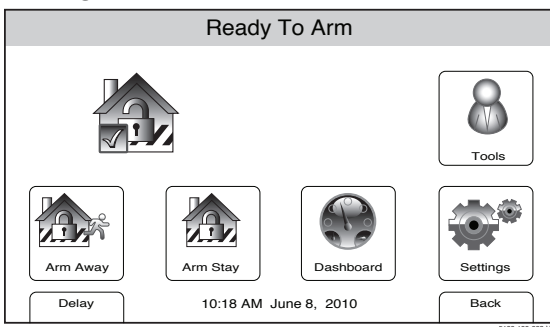 Ready To Arm
Tools
Arm Away
Arm Stay
Dashboard
Settings
Delay
10:18 AM June 8, 2010
Back